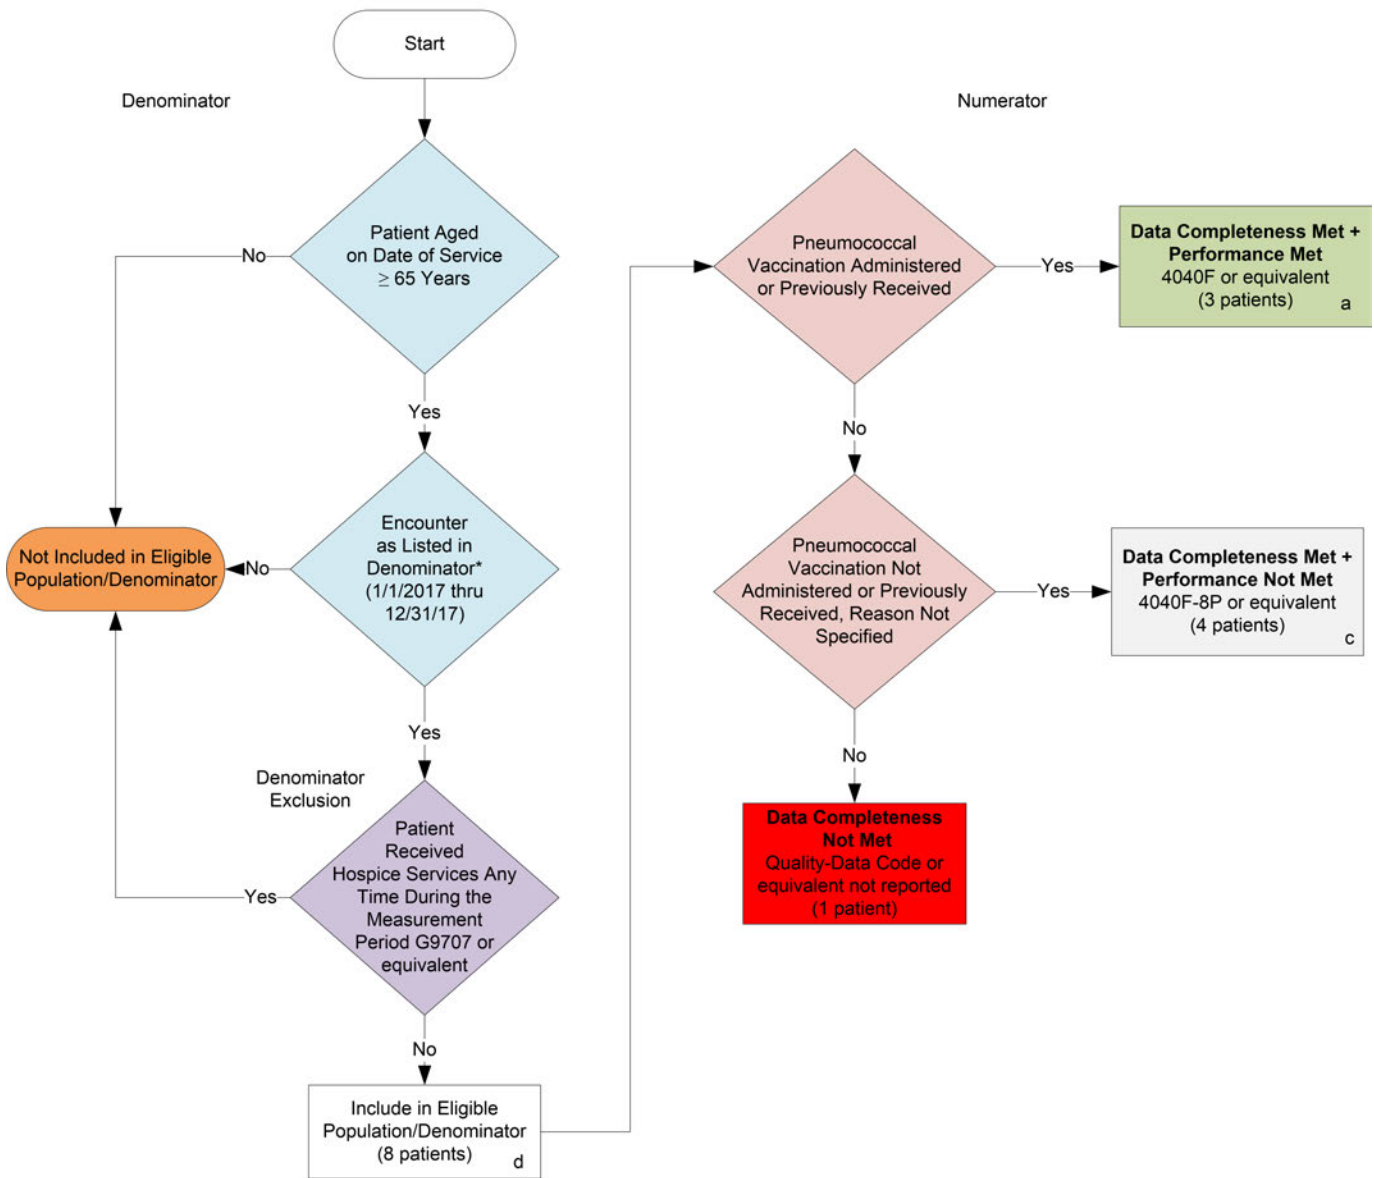 Start
Denominator
Numerator
Patient Aged
on Date of Service
≥ 65 Years
No
Yes
Encounter
as Listed in
Denominator*
(1/1/2017 thru
12/31/17)
No
Not Included in Eligible
Population/Denominator
Yes
Denominator
Exclusion
Patient
Received
Hospice Services Any
Time During the
Measurement
Period G9707 or
equivalent
Yes
No
Include in Eligible
Population/Denominator
(8 patients)
d
Pneumococcal
Vaccination Administered
or Previously Received
Yes
Data Completeness Met +
Performance Met
4040F or equivalent
(3 patients)
a
No
Pneumococcal
Vaccination Not
Administered or Previously
Received, Reason Not
Specified
Yes
Data Completeness Met +
Performance Not Met
4040F-8P or equivalent
(4 patients)
c
No
Data Completeness
Not Met
Quality-Data Code or
equivalent not reported
(1 patient)